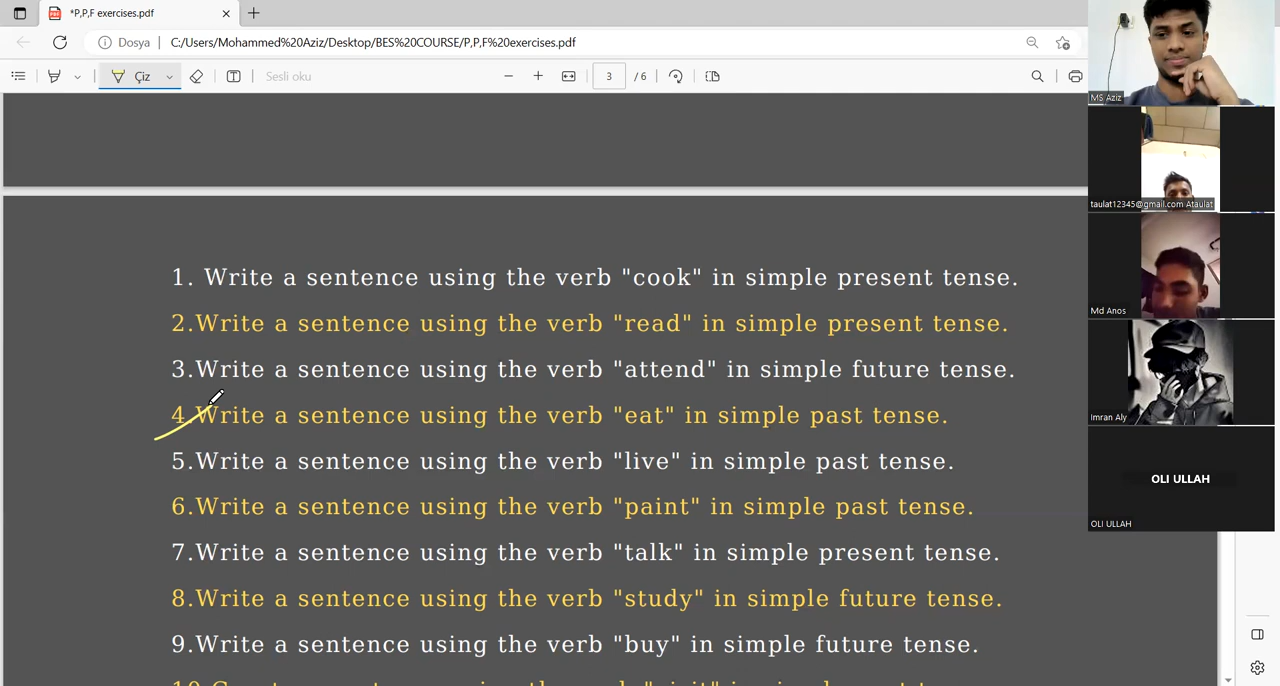 *P,P,F exercises.pdf
Dosya
C:/Users/Mohammed%20Aziz/Desktop/BES%20COURSE/P,P,F%20exercises.pdf
Çiz
Sesli oku
3 / 6
1. Write a sentence using the verb "cook" in simple present tense.
2.Write a sentence using the verb "read" in simple present tense.
3.Write a sentence using the verb "attend" in simple future tense.
4.Write a sentence using the verb "eat" in simple past tense.
5.Write a sentence using the verb "live" in simple past tense.
6.Write a sentence using the verb "paint" in simple past tense.
7.Write a sentence using the verb "talk" in simple present tense.
8.Write a sentence using the verb "study" in simple future tense.
9.Write a sentence using the verb "buy" in simple future tense.
MS Aziz
taulat12345@gmail.com Ataulat
Md Anos
Imran Aly
OLI ULLAH
OLI ULLAH